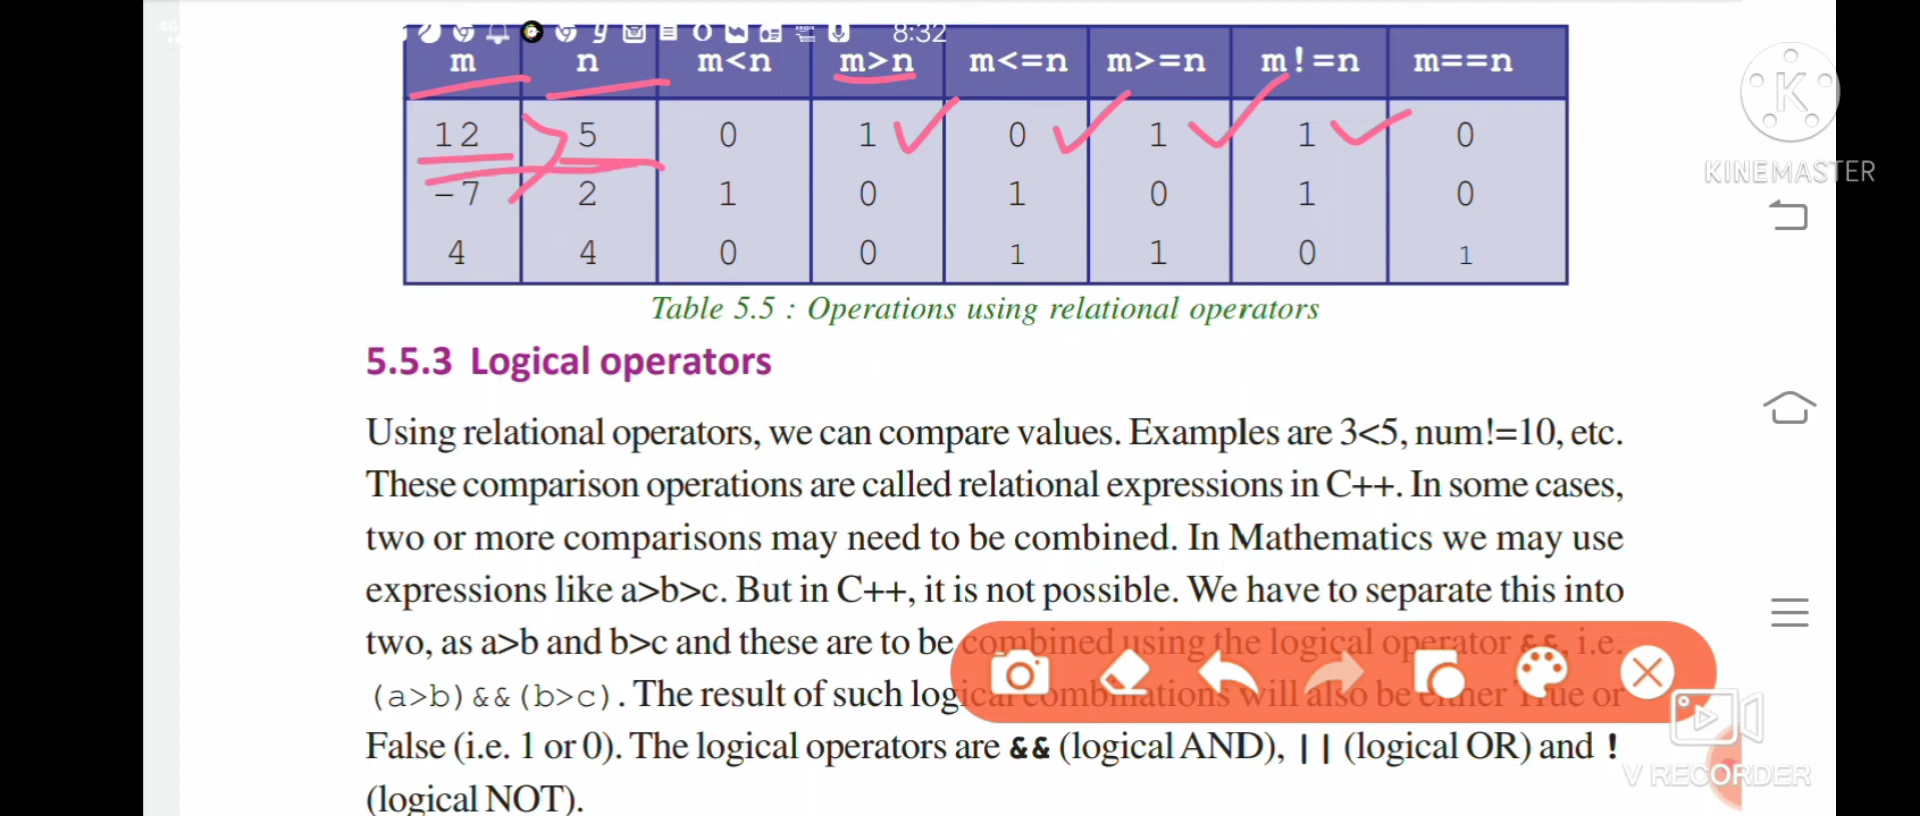 8:32
m n m<n m>n m<=n m>=n m!=n m==n
12 5 0 1 0 1 1 0
-7 2 1 0 1 0 1 0
4 4 0 0 1 1 0 1
Table 5.5 : Operations using relational operators
5.5.3 Logical operators
Using relational operators, we can compare values. Examples are 3<5, num!=10, etc.
These comparison operations are called relational expressions in C++. In some cases,
two or more comparisons may need to be combined. In Mathematics we may use
expressions like a>b>c. But in C++, it is not possible. We have to separate this into
two, as a>b and b>c and these are to be combined using the logical operator &&, i.e.
(a>b)&&(b>c). The result of such logical combinations will also be either True or
False (i.e. 1 or 0). The logical operators are && (logical AND), || (logical OR) and !
(logical NOT).
K
KINEMASTER
V RECORDER